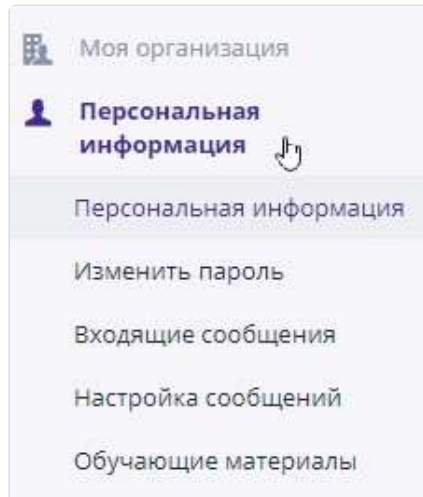 Моя организация
Персональная
информация
Персональная информация
Изменить пароль
Входящие сообщения
Настройка сообщений
Обучающие материалы